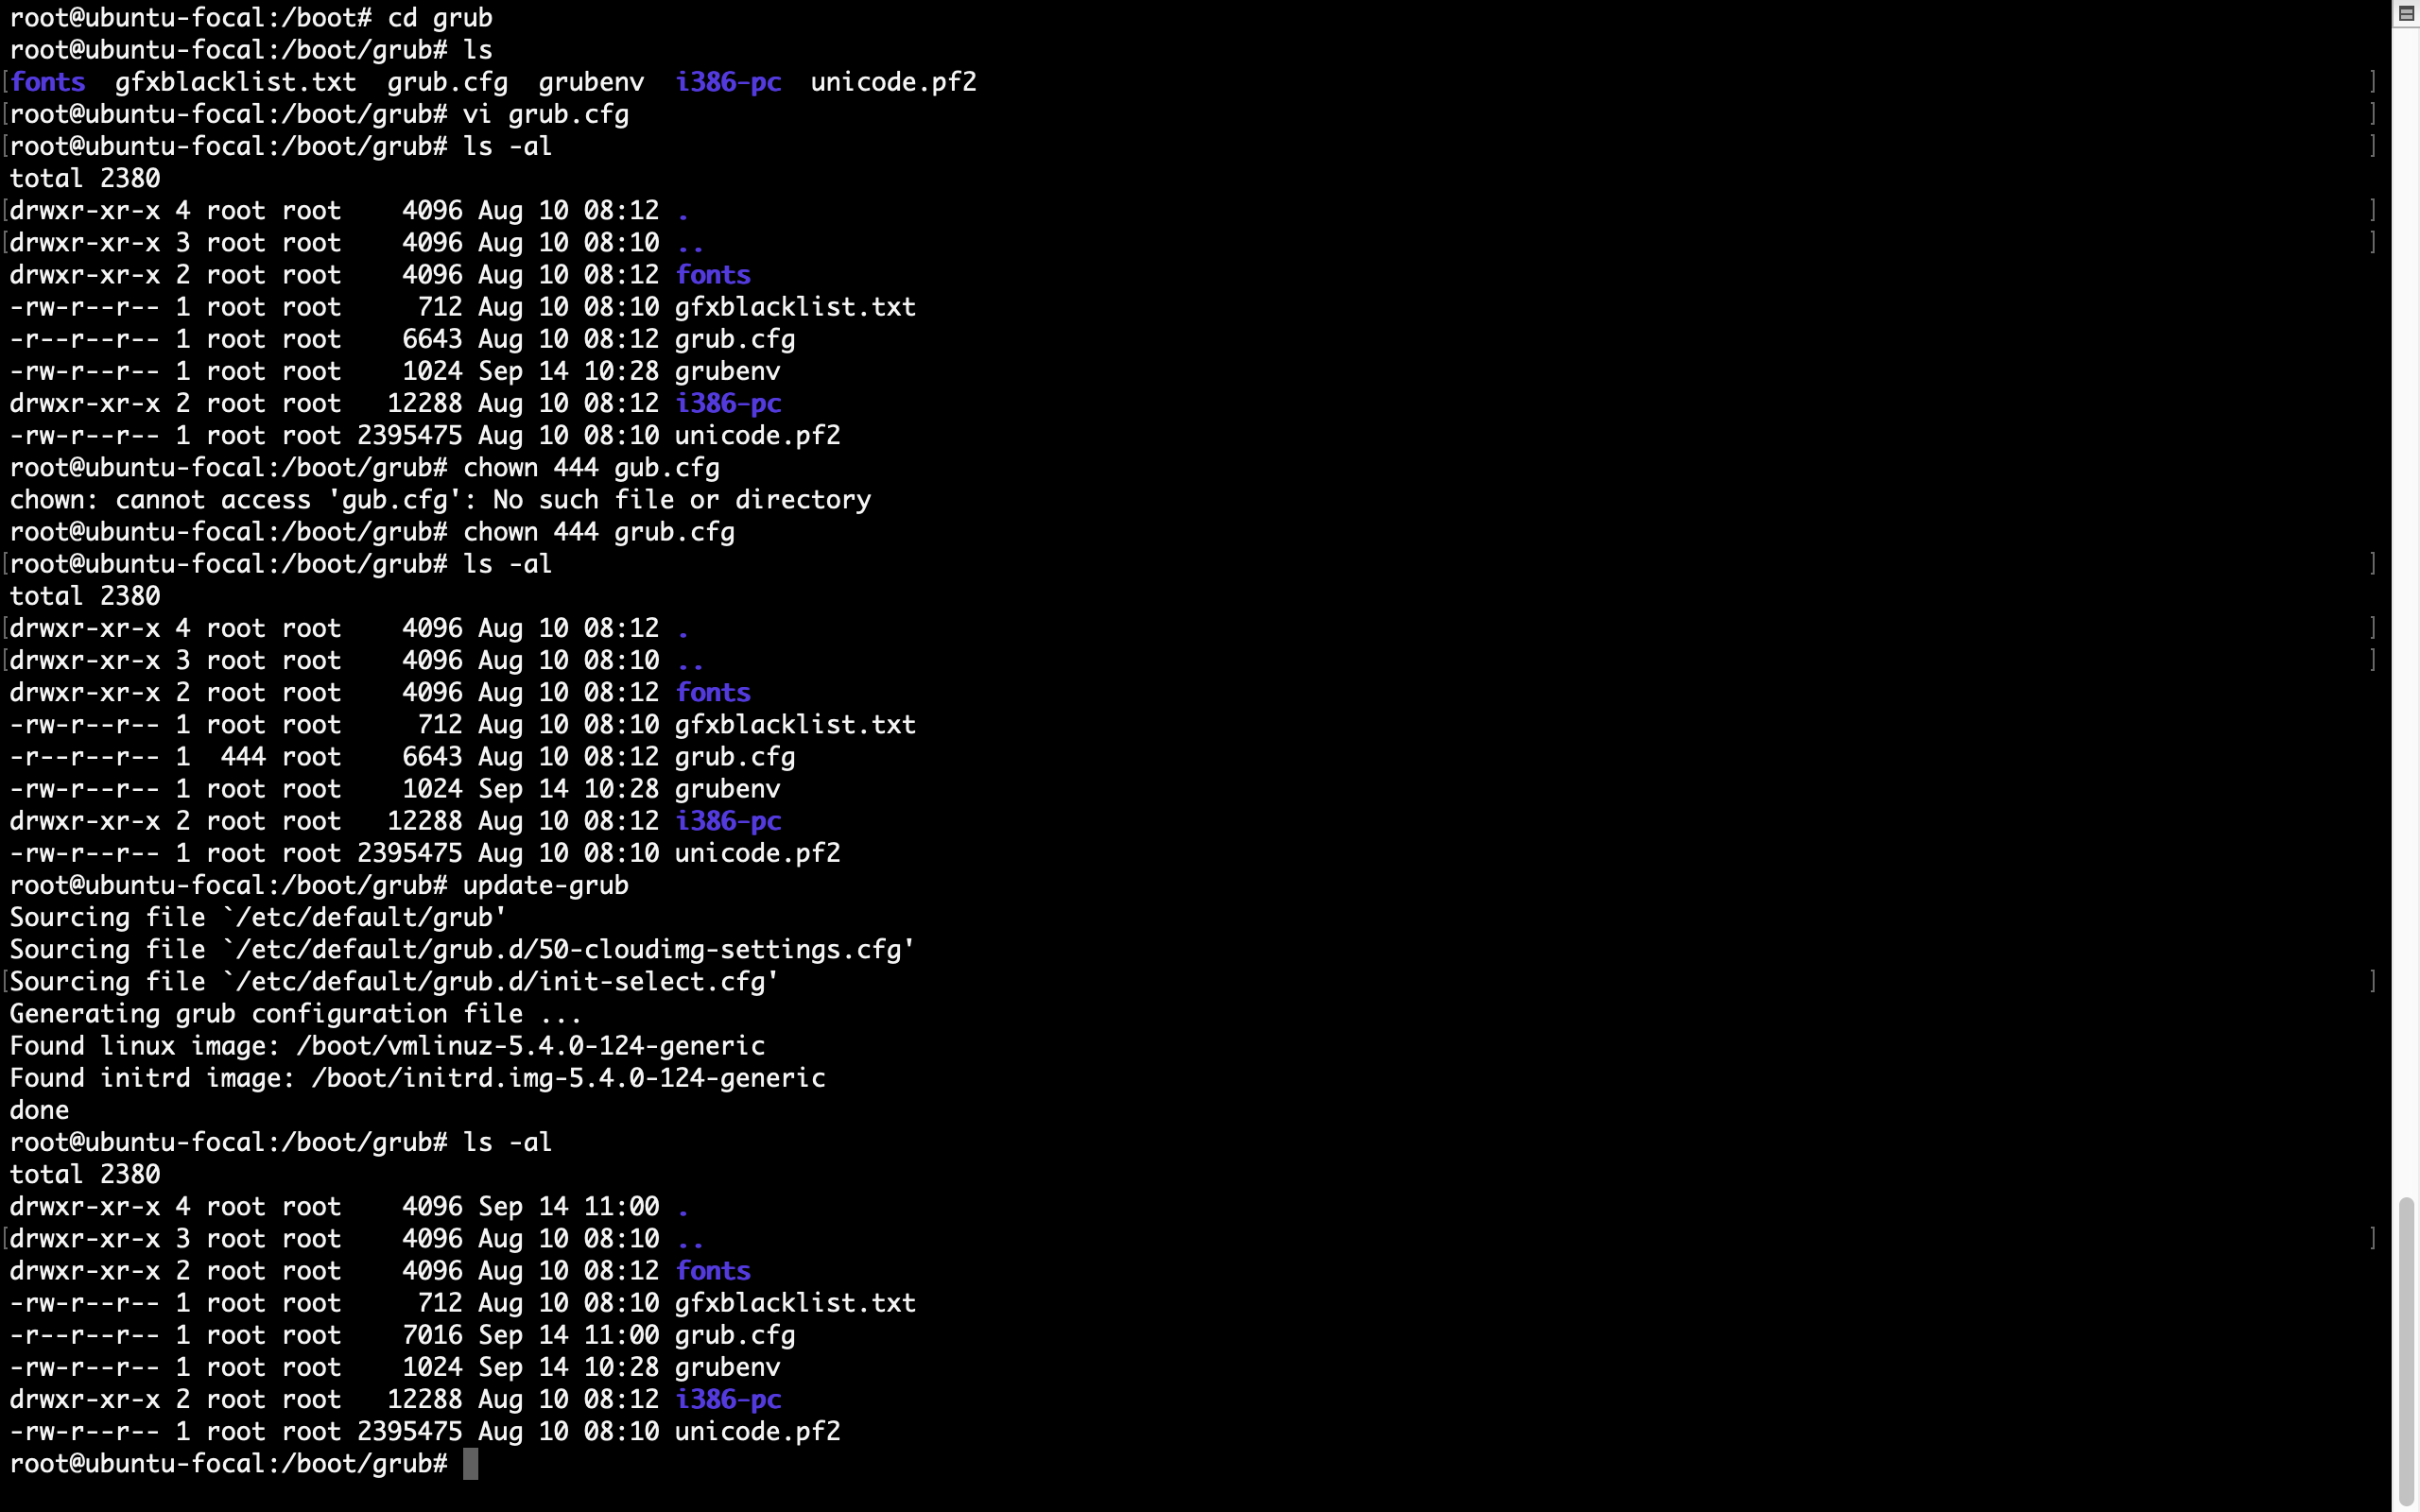 root@ubuntu-focal:/boot# cd grub
root@ubuntu-focal:/boot/grub# ls
[fonts  gfxblacklist.txt  grub.cfg  grubenv  i386-pc  unicode.pf2 ]
[root@ubuntu-focal:/boot/grub# vi grub.cfg ]
[root@ubuntu-focal:/boot/grub# ls -al ]
total 2380
[drwxr-xr-x 4 root root    4096 Aug 10 08:12 . ]
[drwxr-xr-x 3 root root    4096 Aug 10 08:10 .. ]
drwxr-xr-x 2 root root    4096 Aug 10 08:12 fonts
-rw-r--r-- 1 root root     712 Aug 10 08:10 gfxblacklist.txt
-r--r--r-- 1 root root    6643 Aug 10 08:12 grub.cfg
-rw-r--r-- 1 root root    1024 Sep 14 10:28 grubenv
drwxr-xr-x 2 root root   12288 Aug 10 08:12 i386-pc
-rw-r--r-- 1 root root 2395475 Aug 10 08:10 unicode.pf2
root@ubuntu-focal:/boot/grub# chown 444 gub.cfg
chown: cannot access 'gub.cfg': No such file or directory
root@ubuntu-focal:/boot/grub# chown 444 grub.cfg
[root@ubuntu-focal:/boot/grub# ls -al ]
total 2380
[drwxr-xr-x 4 root root    4096 Aug 10 08:12 . ]
[drwxr-xr-x 3 root root    4096 Aug 10 08:10 .. ]
drwxr-xr-x 2 root root    4096 Aug 10 08:12 fonts
-rw-r--r-- 1 root root     712 Aug 10 08:10 gfxblacklist.txt
-r--r--r-- 1  444 root    6643 Aug 10 08:12 grub.cfg
-rw-r--r-- 1 root root    1024 Sep 14 10:28 grubenv
drwxr-xr-x 2 root root   12288 Aug 10 08:12 i386-pc
-rw-r--r-- 1 root root 2395475 Aug 10 08:10 unicode.pf2
root@ubuntu-focal:/boot/grub# update-grub
Sourcing file `/etc/default/grub'
Sourcing file `/etc/default/grub.d/50-cloudimg-settings.cfg'
[Sourcing file `/etc/default/grub.d/init-select.cfg' ]
Generating grub configuration file ...
Found linux image: /boot/vmlinuz-5.4.0-124-generic
Found initrd image: /boot/initrd.img-5.4.0-124-generic
done
root@ubuntu-focal:/boot/grub# ls -al
total 2380
drwxr-xr-x 4 root root    4096 Sep 14 11:00 .
[drwxr-xr-x 3 root root    4096 Aug 10 08:10 .. ]
drwxr-xr-x 2 root root    4096 Aug 10 08:12 fonts
-rw-r--r-- 1 root root     712 Aug 10 08:10 gfxblacklist.txt
-r--r--r-- 1 root root    7016 Sep 14 11:00 grub.cfg
-rw-r--r-- 1 root root    1024 Sep 14 10:28 grubenv
drwxr-xr-x 2 root root   12288 Aug 10 08:12 i386-pc
-rw-r--r-- 1 root root 2395475 Aug 10 08:10 unicode.pf2
root@ubuntu-focal:/boot/grub#